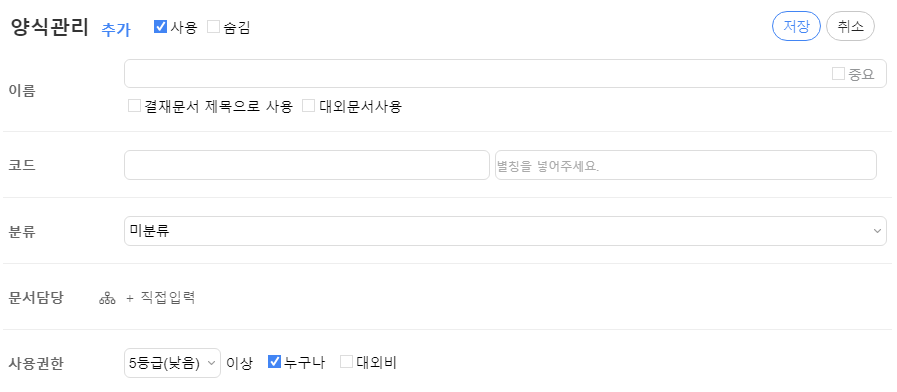 양식관리 추가 사용 숨김 저장 취소
이름 중요
결재문서 제목으로 사용 대외문서사용
코드 별칭을 넣어주세요.
분류 미분류
문서담당 + 직접입력
사용권한 5등급(낮음) 이상 누구나 대외비